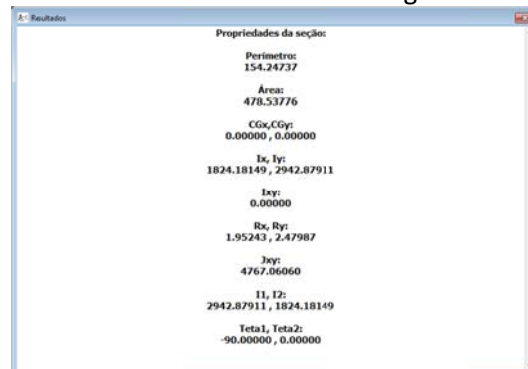 Resultados
Propriedades da seção:
Perímetro:
154.24737
Área:
478.53776
CGx,CGy:
0.00000 , 0.00000
Ix, Iy:
1824.18149 , 2942.87911
Ixy:
0.00000
Rx, Ry:
1.95243 , 2.47987
Jxy:
4767.06060
I1, I2:
2942.87911 , 1824.18149
Teta1, Teta2:
-90.00000 , 0.00000